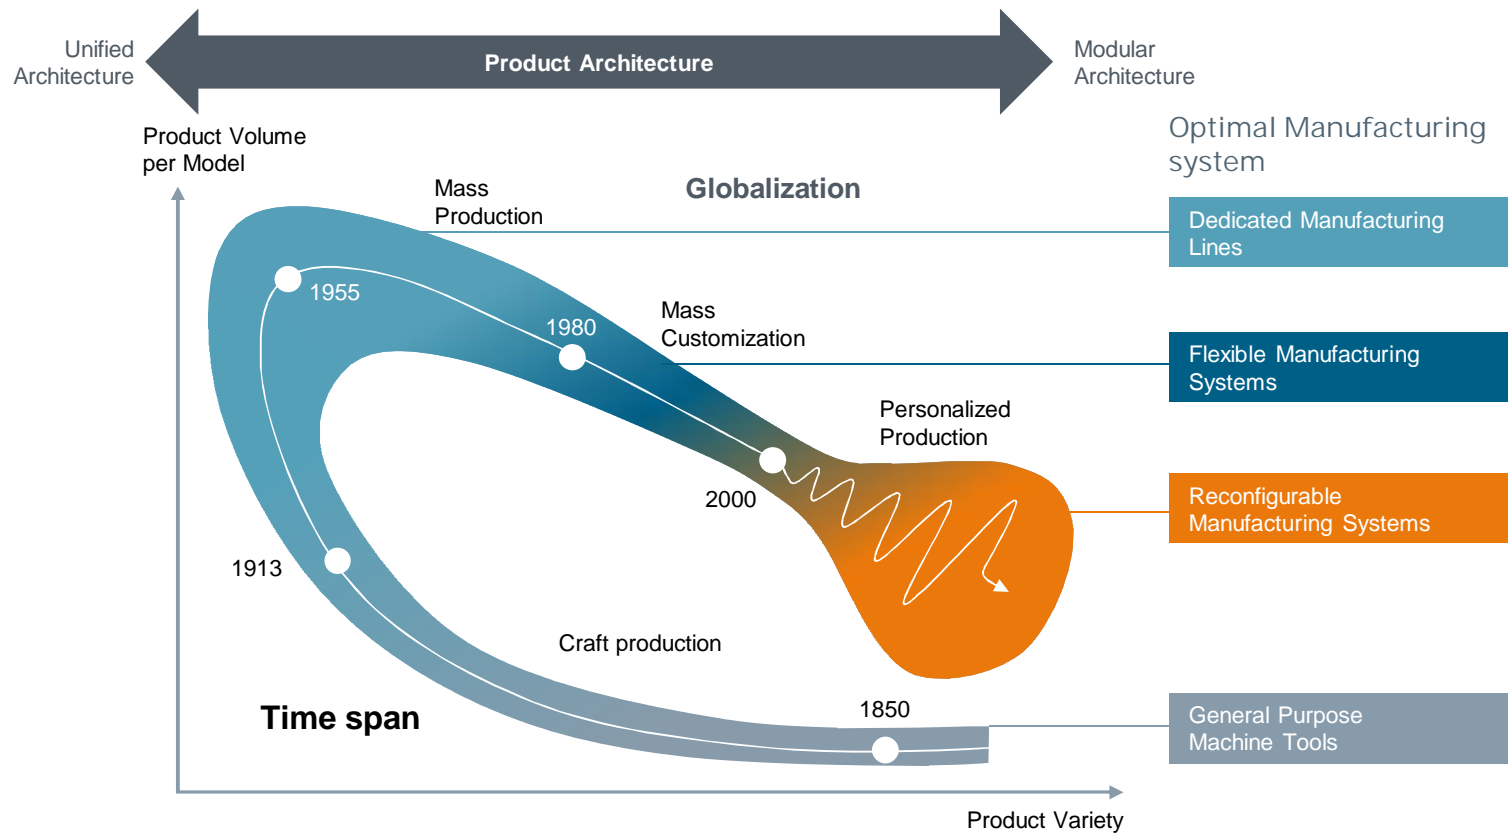 Unified
Architecture
Product Architecture
Modular
Architecture
Product Volume
per Model
Optimal Manufacturing
system
Mass
Production
Globalization
Dedicated Manufacturing
Lines
1955
1980
Mass
Customization
Flexible Manufacturing
Systems
Personalized
Production
2000
Reconfigurable
Manufacturing Systems
1913
Craft production
Time span
1850
General Purpose
Machine Tools
Product Variety